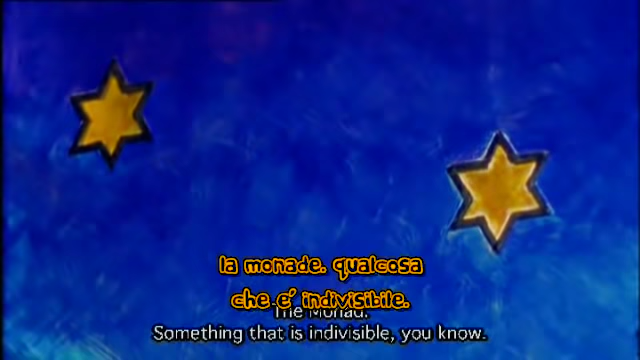 la monade. qualcosa
che e' indivisibile.
The Monad.
Something that is indivisible, you know.